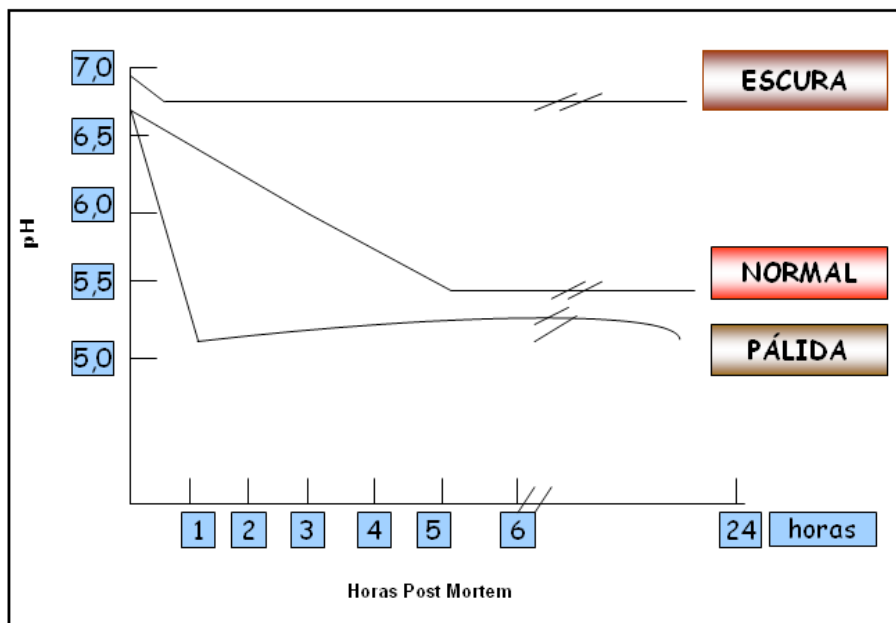 7,0
ESCURA
6,5
6,0
pH
5,5
NORMAL
5,0
PÁLIDA
1 2 3 4 5 6 24 horas
Horas Post Mortem